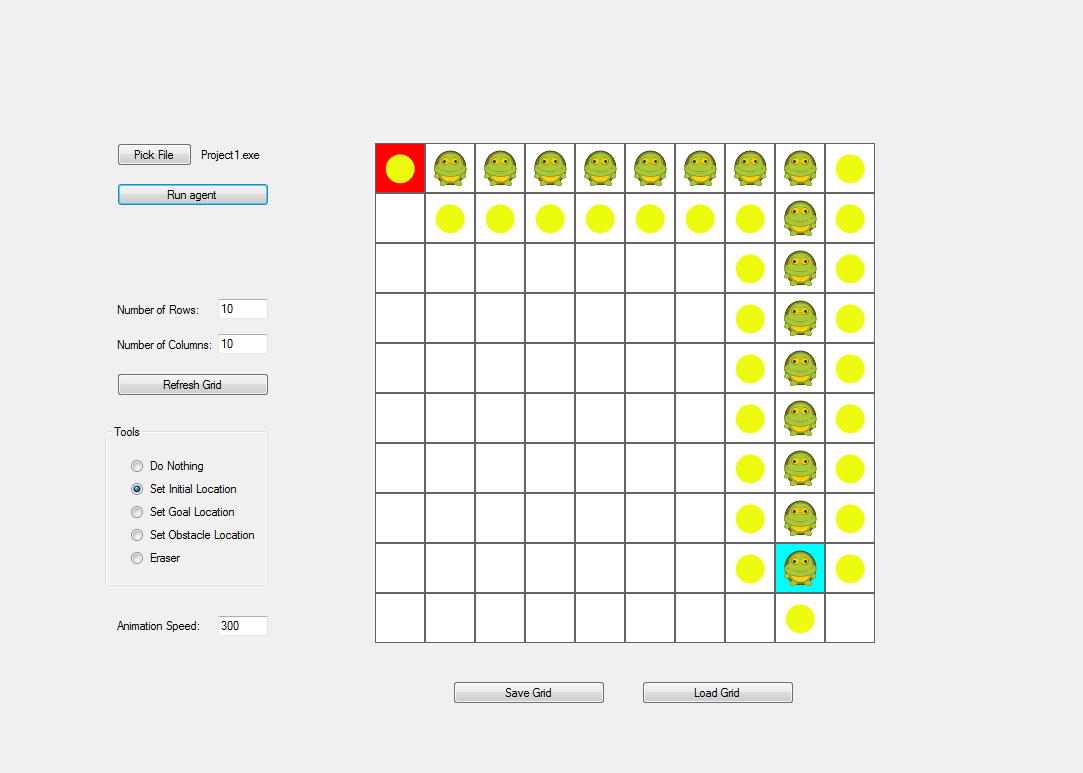 Pick File
Project1.exe
Run agent
Number of Rows:
10
Number of Columns:
10
Refresh Grid
Tools
Do Nothing
Set Initial Location
Set Goal Location
Set Obstacle Location
Eraser
Animation Speed:
300
Save Grid
Load Grid